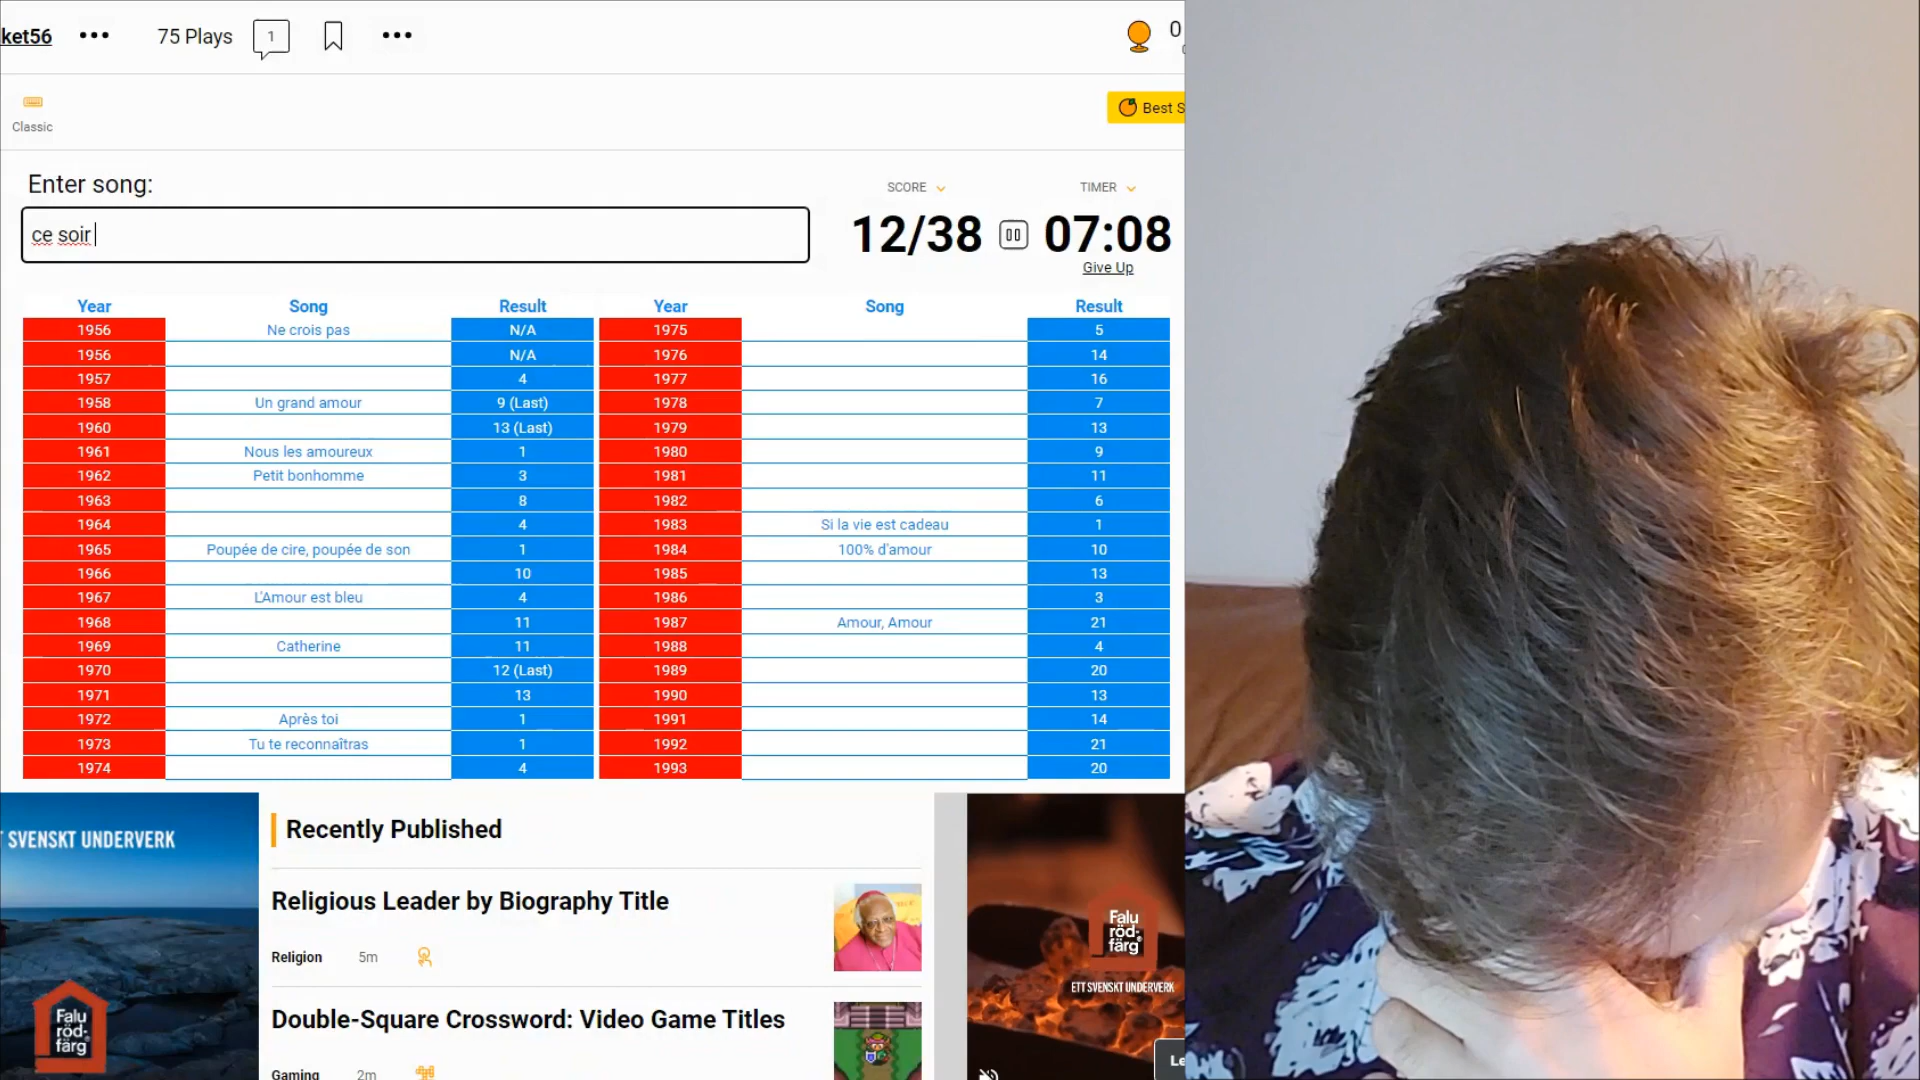 ket56 ••• 75 Plays 1 ••• 0
Classic
Best S
Enter song:
ce soir
SCORE TIMER
12/38 07:08
Give Up
Year Song Result Year Song Result
1956 Ne crois pas N/A 1975 5
1956 N/A 1976 14
1957 4 1977 16
1958 Un grand amour 9 (Last) 1978 7
1960 13 (Last) 1979 13
1961 Nous les amoureux 1 1980 9
1962 Petit bonhomme 3 1981 11
1963 8 1982 6
1964 4 1983 Si la vie est cadeau 1
1965 Poupée de cire, poupée de son 1 1984 100% d'amour 10
1966 10 1985 13
1967 L'Amour est bleu 4 1986 3
1968 11 1987 Amour, Amour 21
1969 Catherine 11 1988 4
1970 12 (Last) 1989 20
1971 13 1990 13
1972 Après toi 1 1991 14
1973 Tu te reconnaîtras 1 1992 21
1974 4 1993 20
T SVENSKT UNDERVERK
Falu
röd-
färg
Recently Published
Religious Leader by Biography Title
Religion 5m
Double-Square Crossword: Video Game Titles
Gaming 2m
Falu
röd-
färg®
ETT SVENSKT UNDERVERK
Le